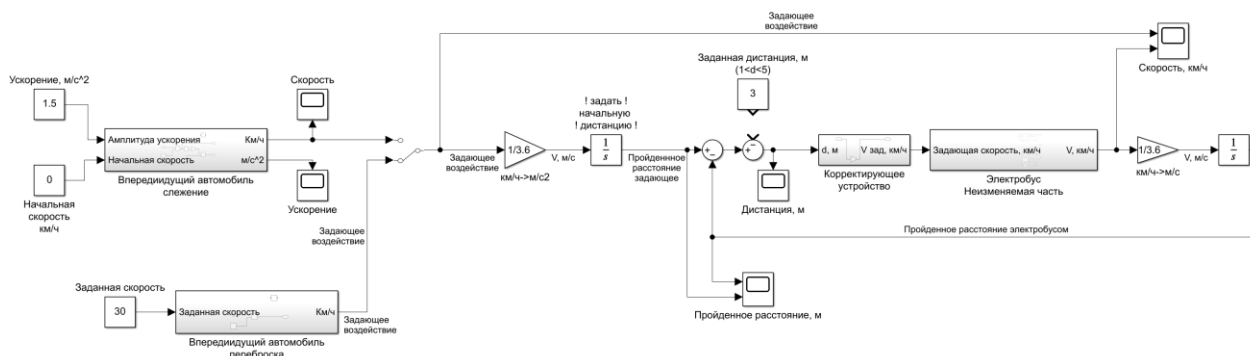 Задающее
воздействие
Ускорение, м/с^2
1.5
Скорость
Амплитуда ускорения
Км/ч
Начальная скорость
м/с^2
Впередиидущий автомобиль
слежение
0
Начальная
скорость
км/ч
Ускорение
Задающее
воздействие
Задающее
воздействие
1/3.6
км/ч->м/с2
V, м/с
! задать !
начальную
! дистанцию !
1
s
Пройденнное
расстояние
задающее
Заданная дистанция, м
(1<d<5)
3
Дистанция, м
d, м
V зад, км/ч
Корректирующее
устройство
Задающая скорость, км/ч
V, км/ч
Электробус
Неизменяемая часть
Скорость, км/ч
1/3.6
км/ч->м/с
V, м/с
1
s
Пройденное расстояние электробусом
Пройденное расстояние, м
Заданная скорость
30
Заданная скорость
Км/ч
Задающее
воздействие
Впередиидущий автомобиль
переброска